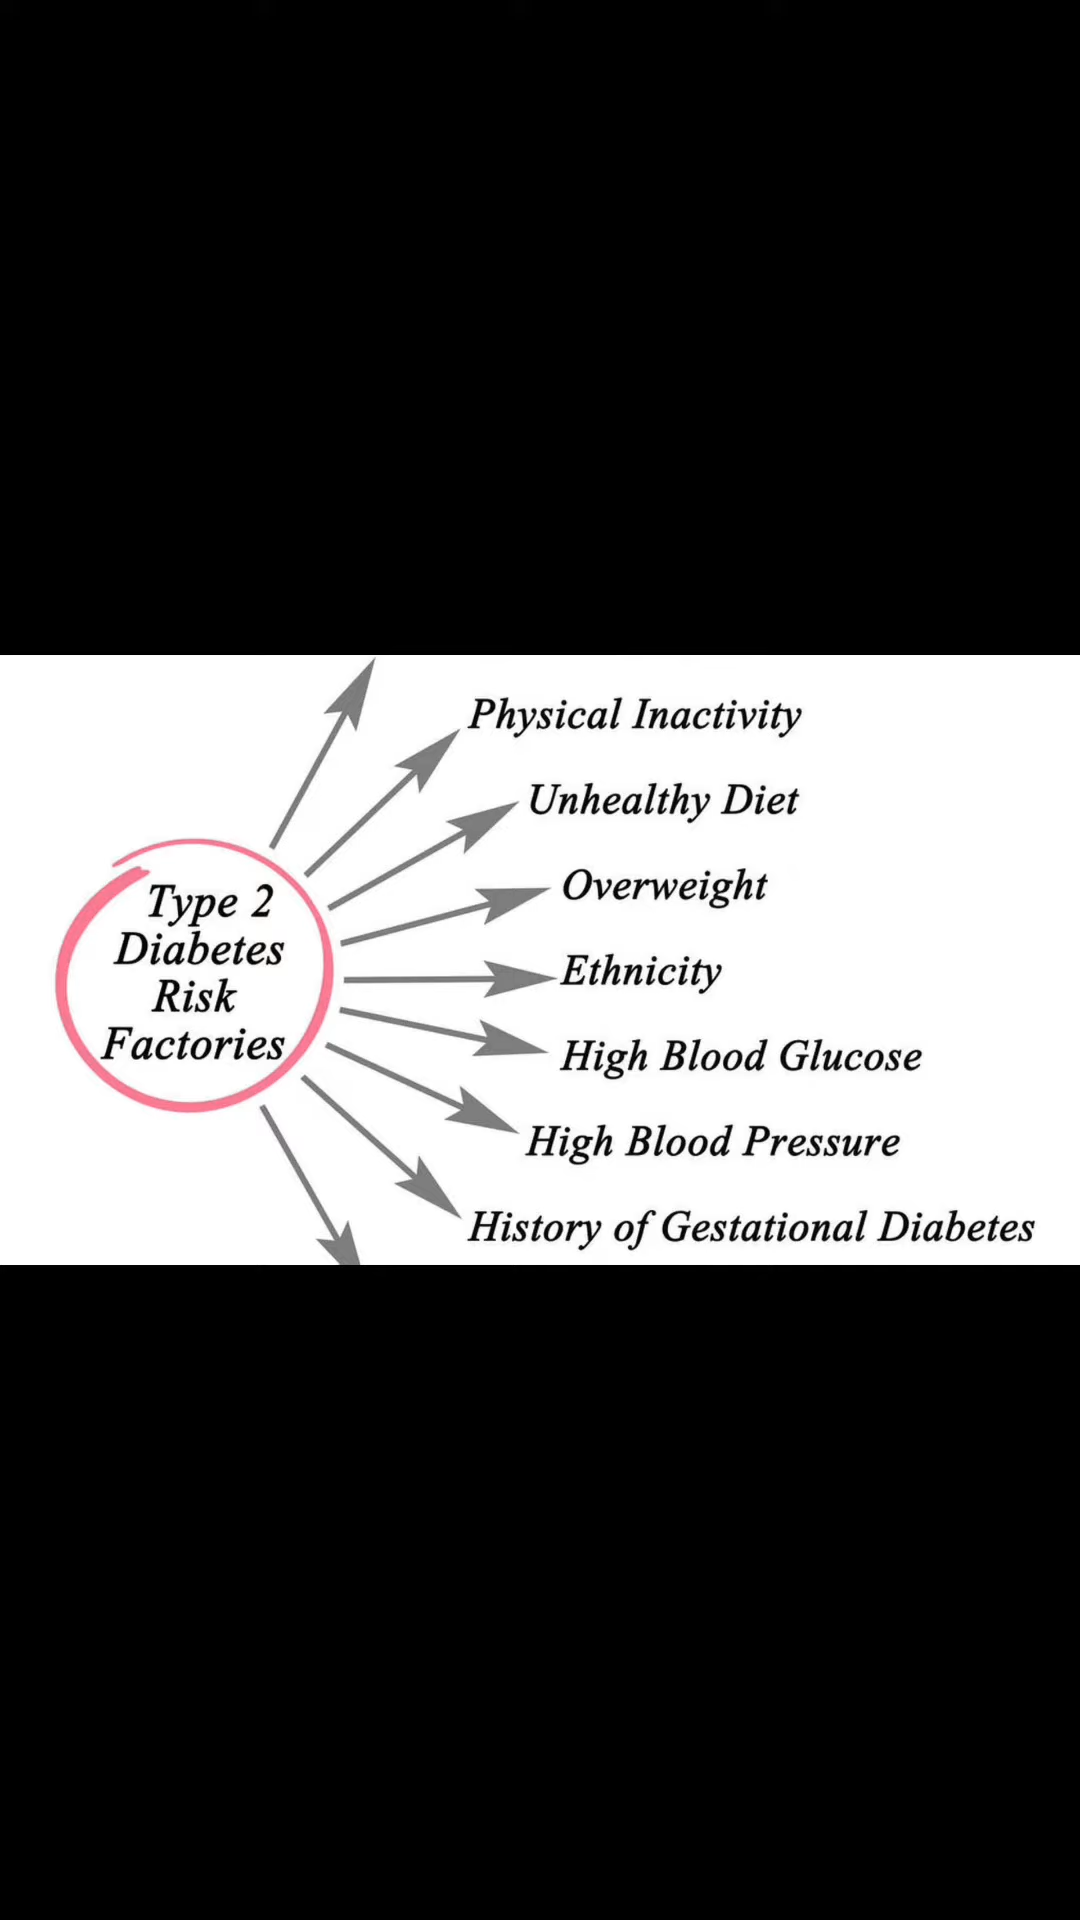 Type 2
Diabetes
Risk
Factories
Physical Inactivity
Unhealthy Diet
Overweight
Ethnicity
High Blood Glucose
High Blood Pressure
History of Gestational Diabetes